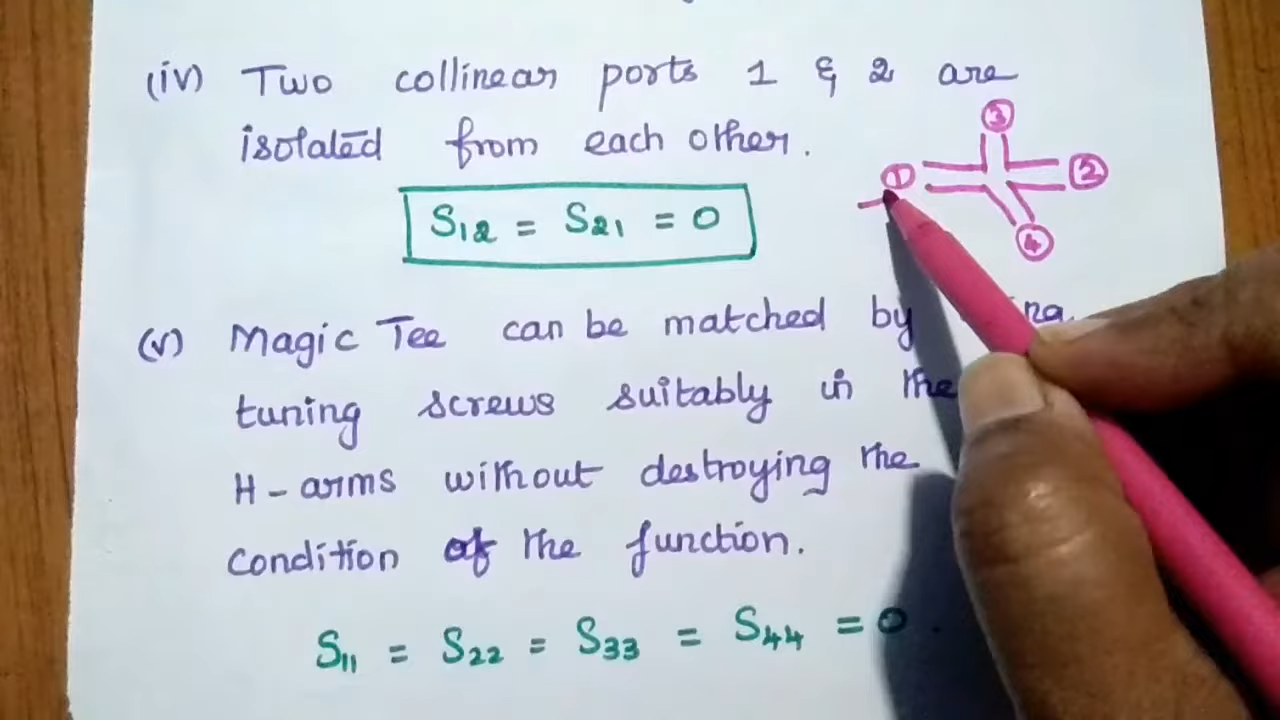 (iv) Two collinear ports 1 & 2 are
isolated from each other.
S12 = S21 = 0
3
1
2
4
(v) Magic Tee can be matched by
tuning screws suitably in the
H-arms without destroying the
condition of the function.
S11 = S22 = S33 = S44 = 0.